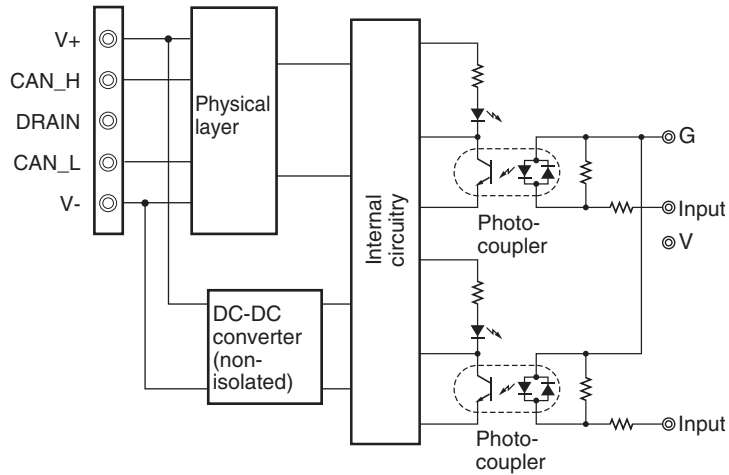 V+
CAN_H
DRAIN
CAN_L
V-
Physical
layer
DC-DC
converter
(non-
isolated)
Internal
circuitry
Photo-
coupler
G
Input
V
Photo-
coupler
Input